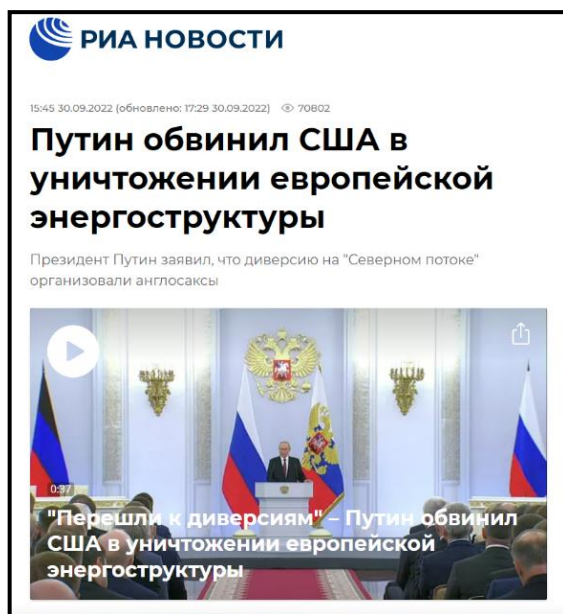 РИА НОВОСТИ
15:45 30.09.2022 (обновлено: 17:29 30.09.2022) 70802
Путин обвинил США в
уничтожении европейской
энергоструктуры
Президент Путин заявил, что диверсию на "Северном потоке"
организовали англосаксы
0:37
"Перешли к диверсиям" – Путин обвинил
США в уничтожении европейской
энергоструктуры